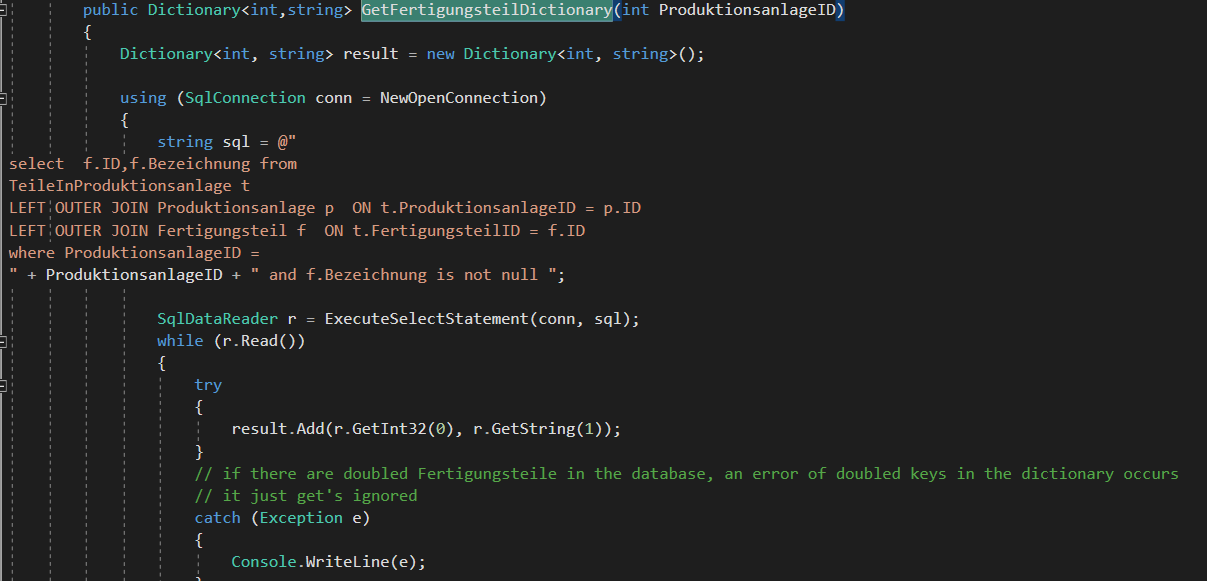 public Dictionary<int,string> GetFertigungsteilDictionary(int ProduktionsanlageID)
{
Dictionary<int, string> result = new Dictionary<int, string>();
using (SqlConnection conn = NewOpenConnection)
{
string sql = @"
select  f.ID,f.Bezeichnung from
TeileInProduktionsanlage t
LEFT OUTER JOIN Produktionsanlage p  ON t.ProduktionsanlageID = p.ID
LEFT OUTER JOIN Fertigungsteil f  ON t.FertigungsteilID = f.ID
where ProduktionsanlageID =
" + ProduktionsanlageID + " and f.Bezeichnung is not null ";
SqlDataReader r = ExecuteSelectStatement(conn, sql);
while (r.Read())
{
try
{
result.Add(r.GetInt32(0), r.GetString(1));
}
// if there are doubled Fertigungsteile in the database, an error of doubled keys in the dictionary occurs
// it just get's ignored
catch (Exception e)
{
Console.WriteLine(e);
}